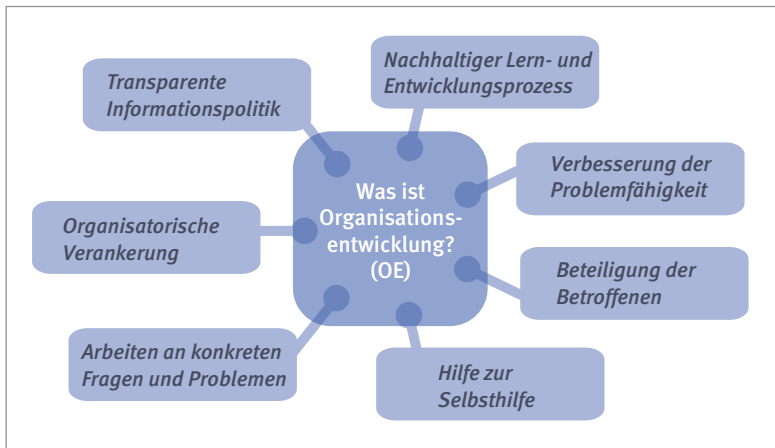 Transparente
Informationspolitik
Nachhaltiger Lern- und
Entwicklungsprozess
Verbesserung der
Problemfähigkeit
Was ist
Organisations-
entwicklung?
(OE)
Organisatorische
Verankerung
Beteiligung der
Betroffenen
Arbeiten an konkreten
Fragen und Problemen
Hilfe zur
Selbsthilfe